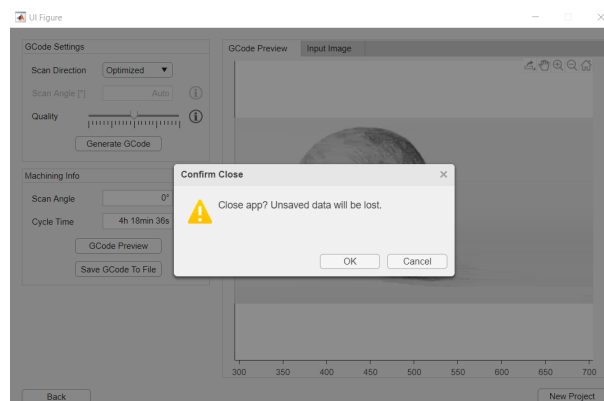 UI Figure
GCode Settings
Scan Direction Optimized
Scan Angle [°] Auto
Quality
Generate GCode
Machining Info
Scan Angle 0°
Cycle Time 4h 18min 36s
GCode Preview
Save GCode To File
Back
GCode Preview Input Image
Confirm Close
Close app? Unsaved data will be lost.
OK Cancel
300 350 400 450 500 550 600 650 700
New Project